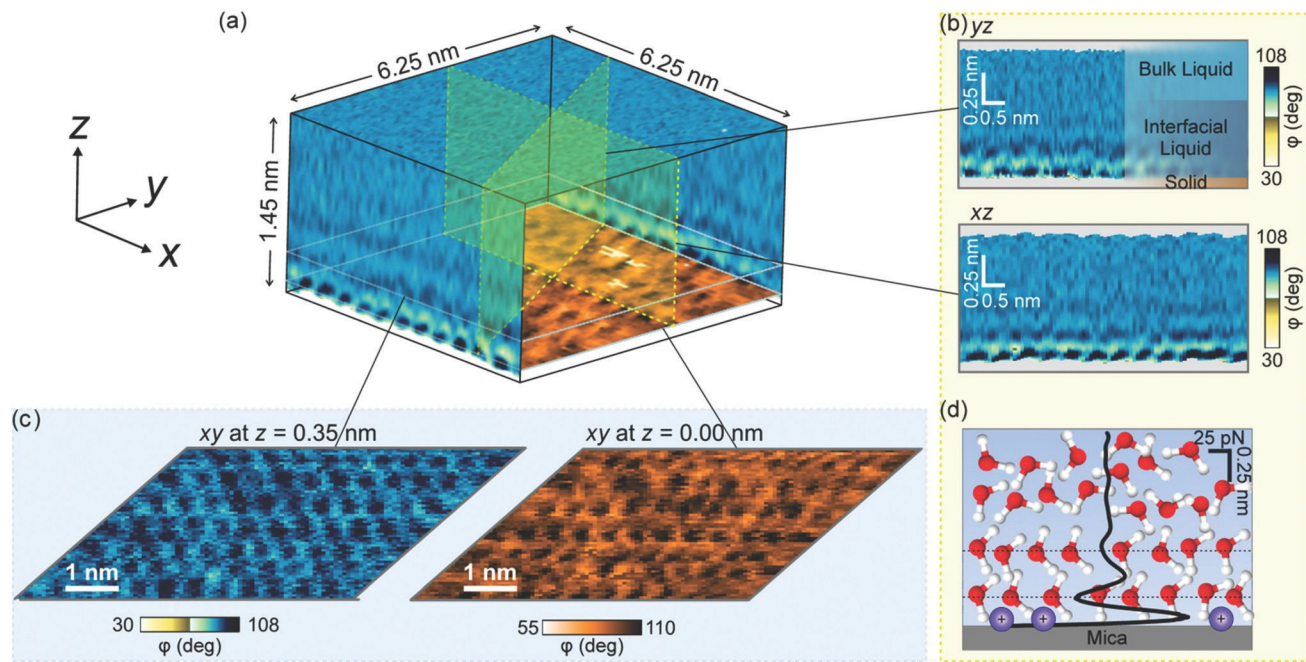 (a)
6.25 nm
6.25 nm
1.45 nm
z
y
x
(b)
yz
0.25 nm
0.5 nm
Bulk Liquid
Interfacial
Liquid
Solid
108
φ (deg)
30
xz
0.25 nm
0.5 nm
108
φ (deg)
30
(c)
xy at z = 0.35 nm
1 nm
30
108
φ (deg)
xy at z = 0.00 nm
1 nm
55
110
φ (deg)
(d)
25 pN
0.25 nm
+
+
+
Mica